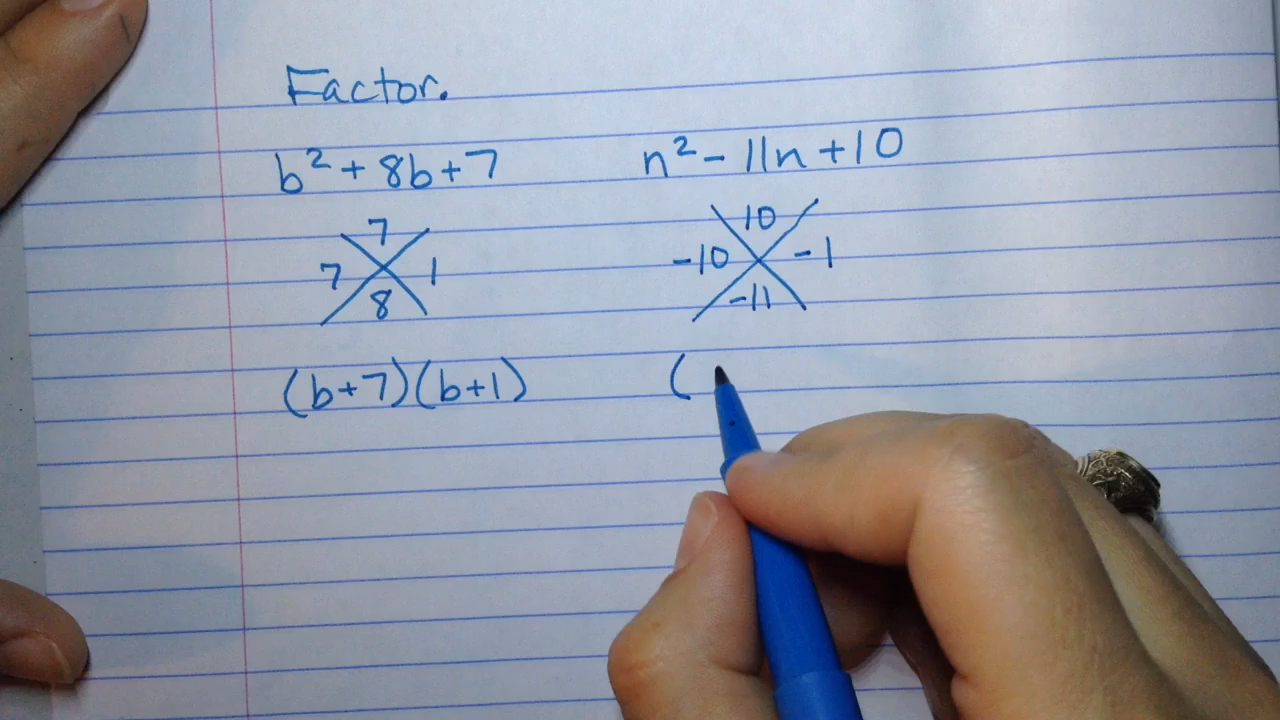 Factor.
b² + 8b + 7
7
7 1
8
(b+7)(b+1)
n² - 11n + 10
10
-10 -1
-11
(